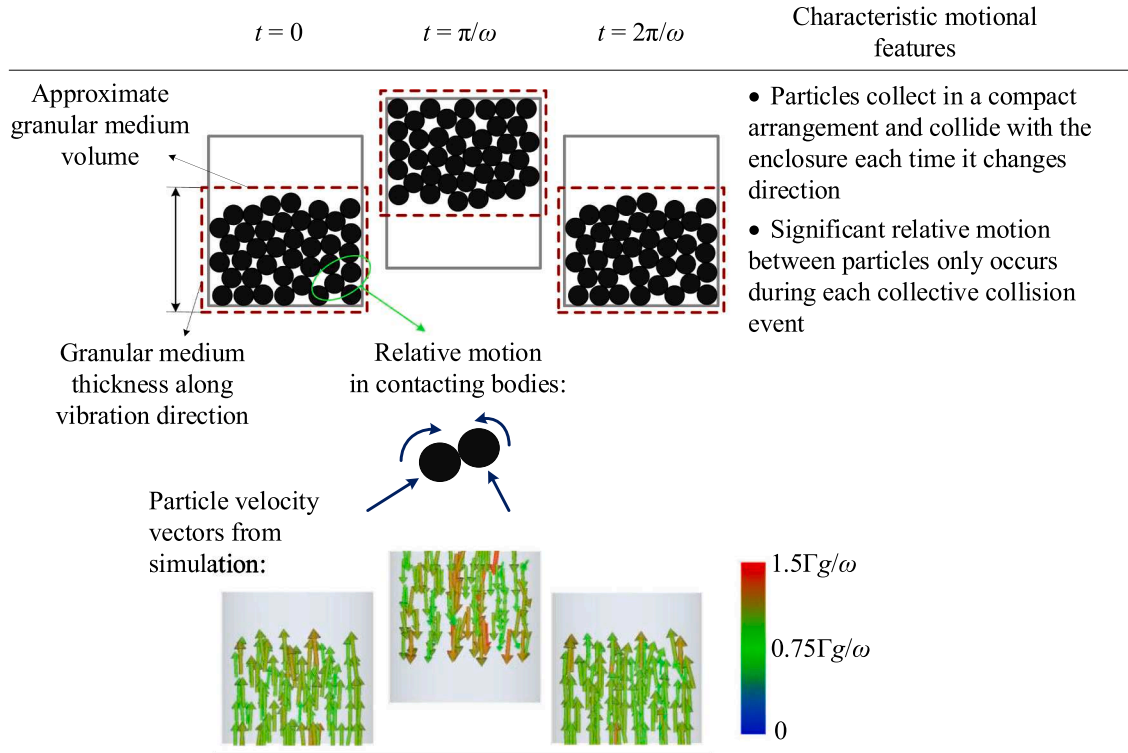 t = 0
t = π/ω
t = 2π/ω
Characteristic motional
features
Approximate
granular medium
volume
• Particles collect in a compact
arrangement and collide with the
enclosure each time it changes
direction
• Significant relative motion
between particles only occurs
during each collective collision
event
Granular medium
thickness along
vibration direction
Relative motion
in contacting bodies:
Particle velocity
vectors from
simulation:
1.5Γg/ω
0.75Γg/ω
0